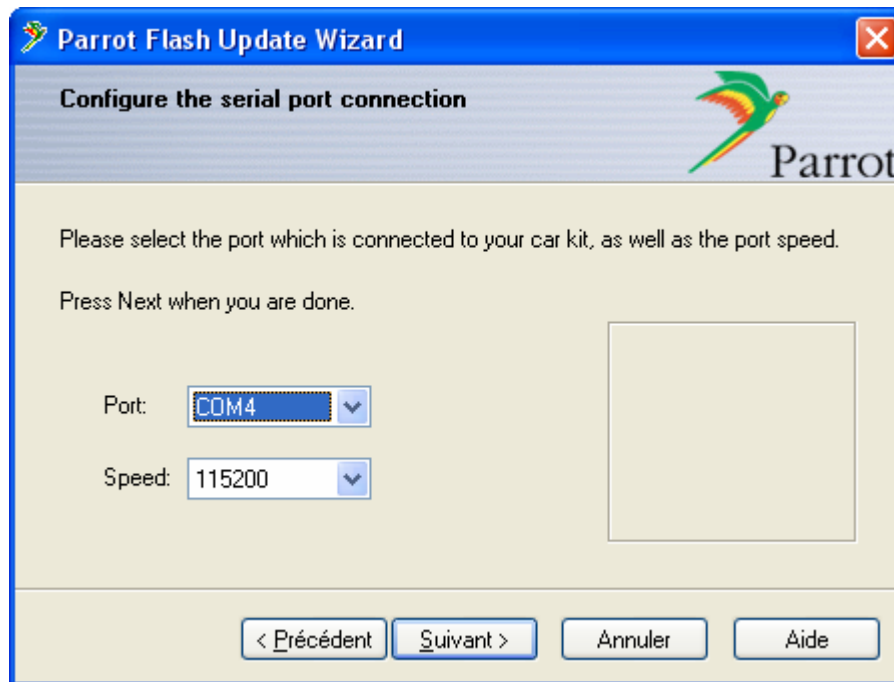 Parrot Flash Update Wizard
Configure the serial port connection
Parrot
Please select the port which is connected to your car kit, as well as the port speed.
Press Next when you are done.
Port: COM4
Speed: 115200
< Précédent Suivant > Annuler Aide